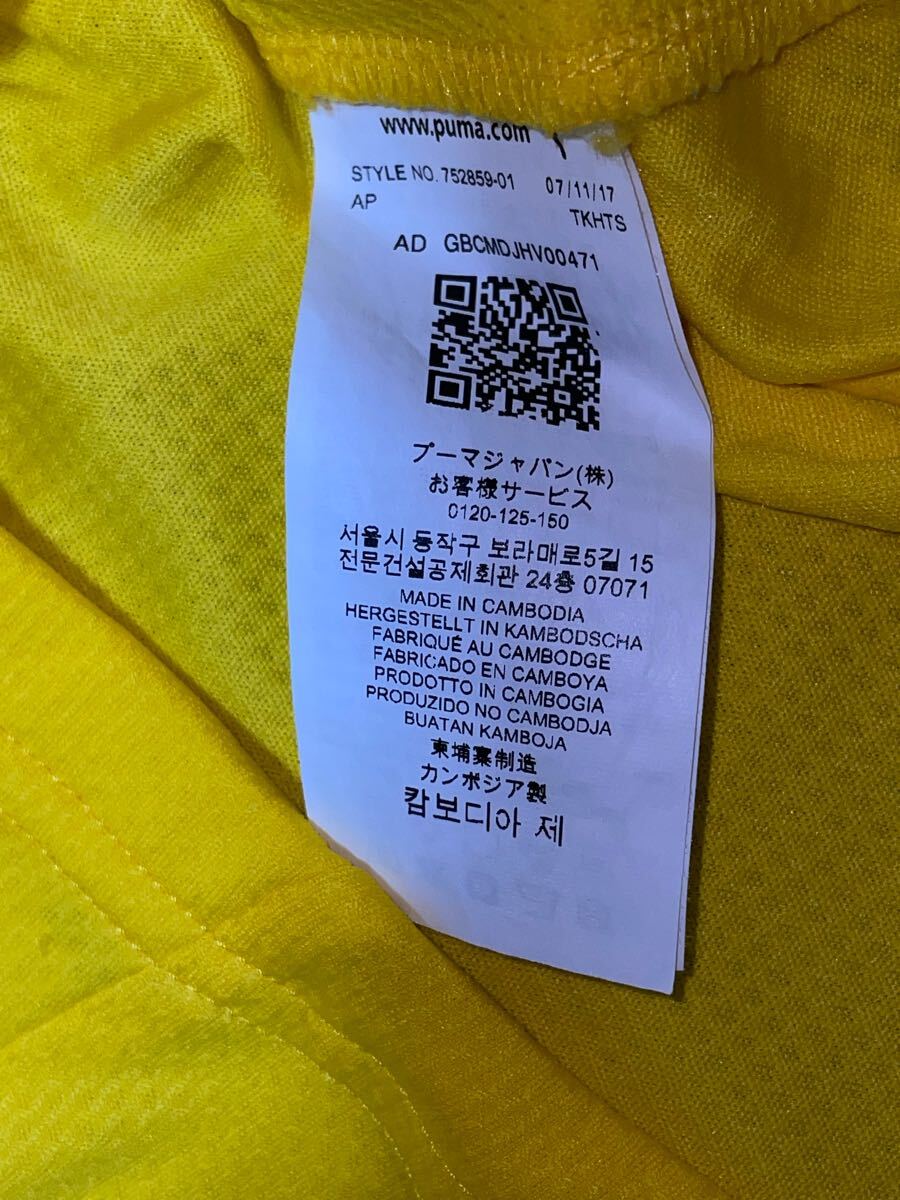 www.puma.com
STYLE NO. 752859-01 07/11/17
AP TKHTS
AD GBCMDJHV00471
プーマジャパン(株)
お客様サービス
0120-125-150
서울시 동작구 보라매로5길 15
전문건설공제회관 24층 07071
MADE IN CAMBODIA
HERGESTELLT IN KAMBODSCHA
FABRIQUÉ AU CAMBODGE
FABRICADO EN CAMBOYA
PRODOTTO IN CAMBOGIA
PRODUZIDO NO CAMBODJA
BUATAN KAMBOJA
柬埔寨制造
カンボジア製
캄보디아 제